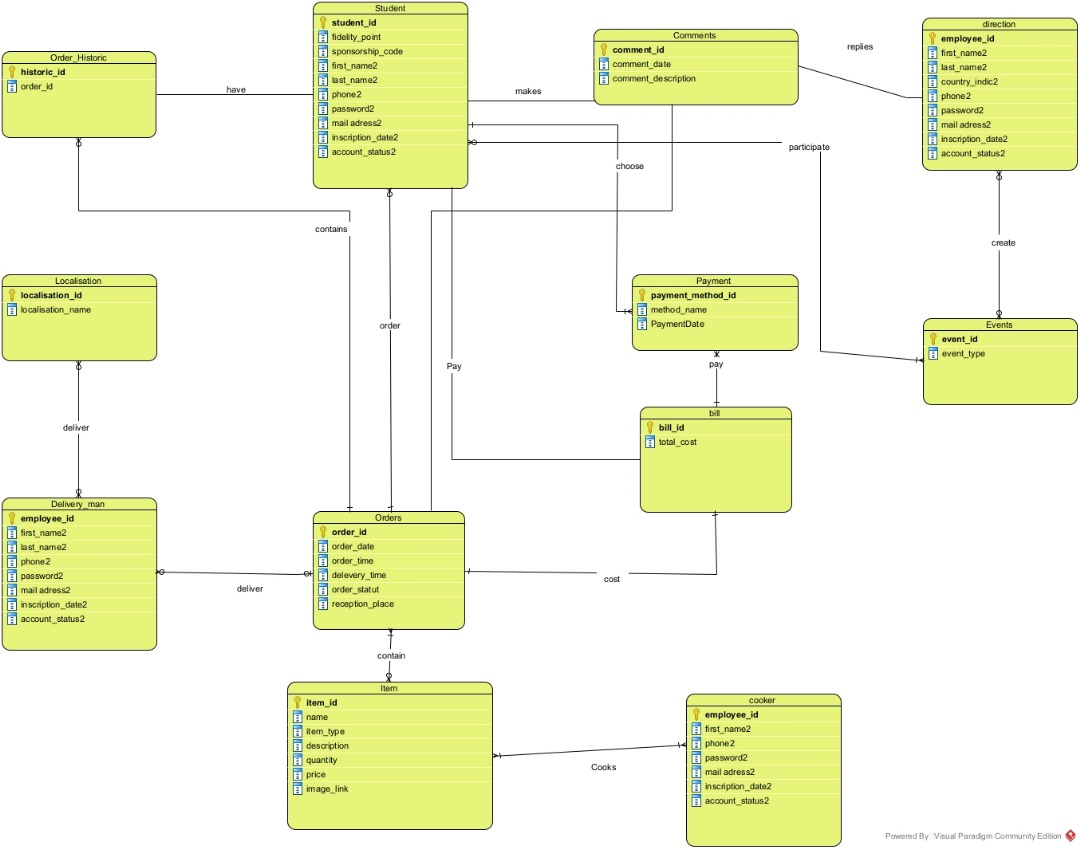 Student
student_id
fidelity_point
sponsorship_code
first_name2
last_name2
phone2
password2
mail adress2
inscription_date2
account_status2
Comments
comment_id
comment_date
comment_description
direction
employee_id
first_name2
last_name2
country_indic2
phone2
password2
mail adress2
inscription_date2
account_status2
Order_Historic
historic_id
order_id
have
makes
replies
participate
choose
contains
create
Localisation
localisation_id
localisation_name
Payment
payment_method_id
method_name
PaymentDate
Events
event_id
event_type
order
Pay
pay
bill
bill_id
total_cost
deliver
Delivery_man
employee_id
first_name2
last_name2
phone2
password2
mail adress2
inscription_date2
account_status2
Orders
order_id
order_date
order_time
delevery_time
order_statut
reception_place
deliver
cost
contain
Item
item_id
name
item_type
description
quantity
price
image_link
Cooks
cooker
employee_id
first_name2
phone2
password2
mail adress2
inscription_date2
account_status2
Powered By Visual Paradigm Community Edition